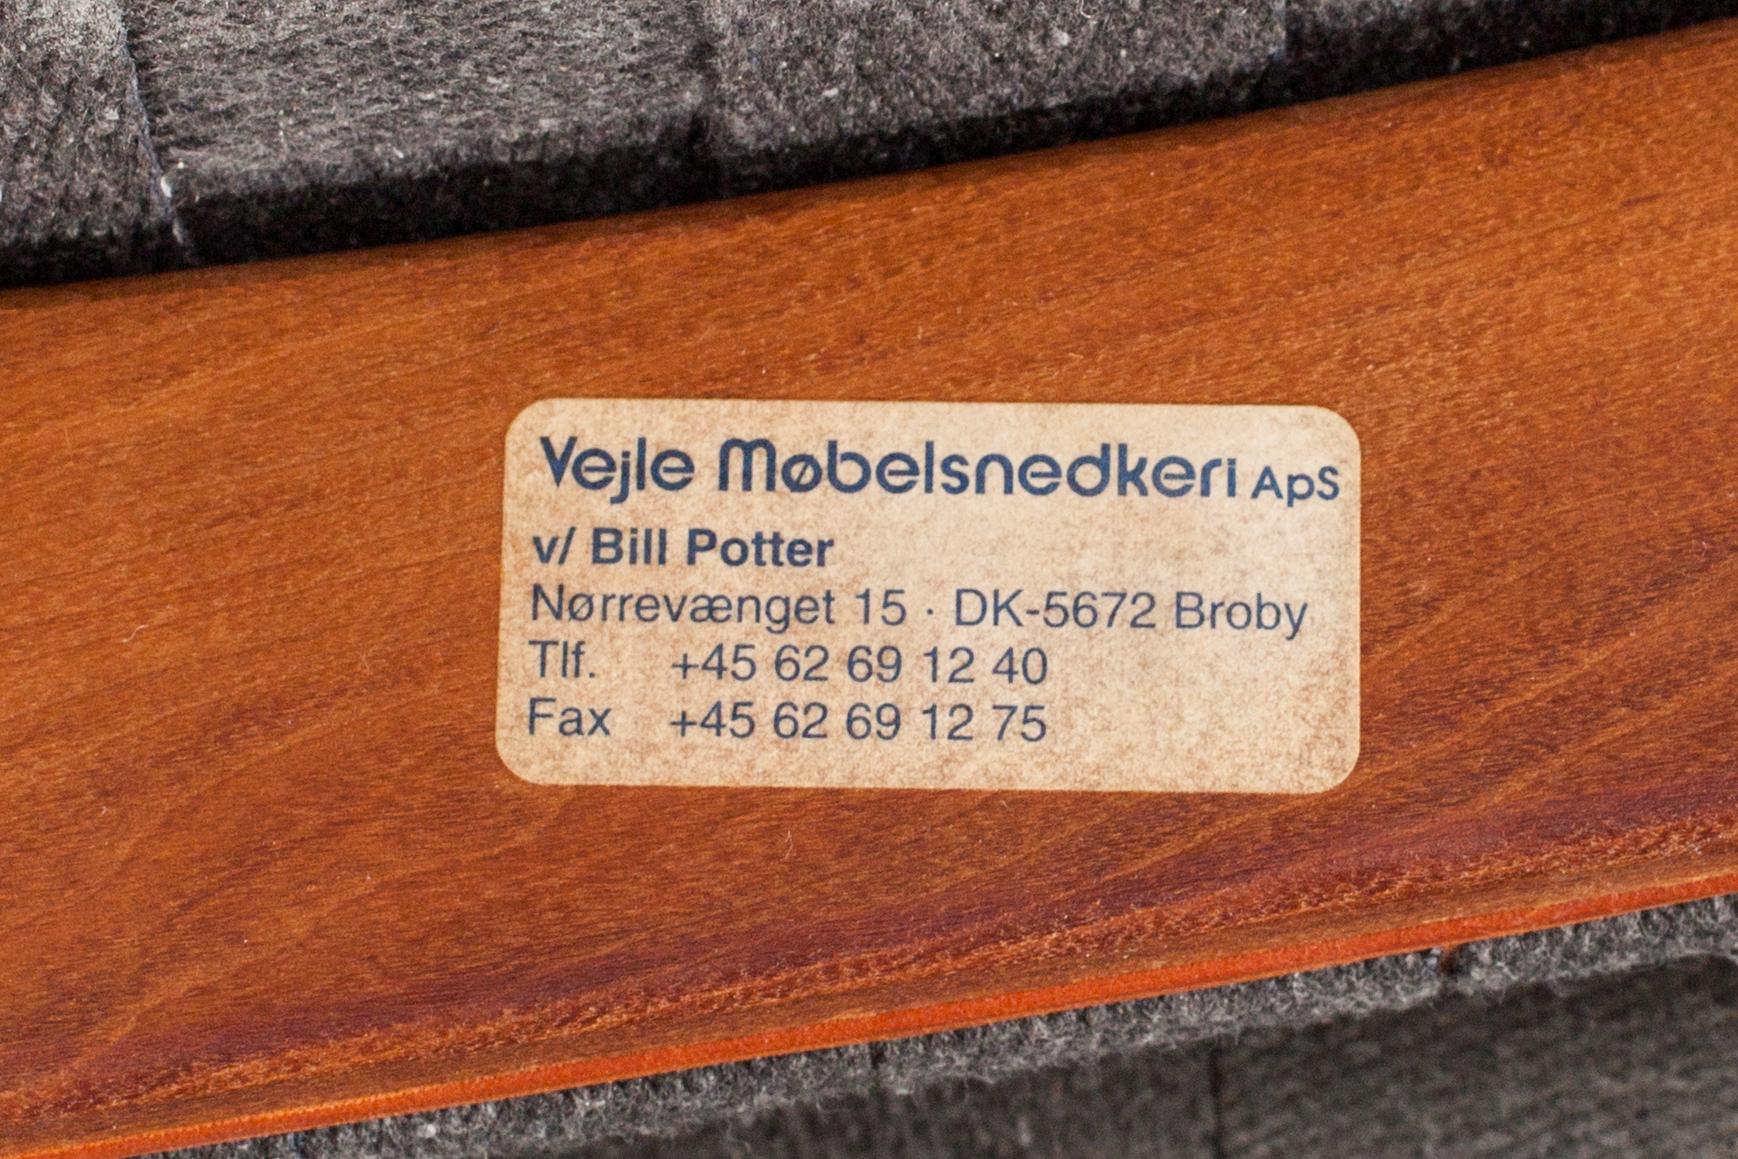 Vejle Møbelsnedkeri ApS
v/ Bill Potter
Nørrevænget 15 · DK-5672 Broby
Tlf. +45 62 69 12 40
Fax +45 62 69 12 75